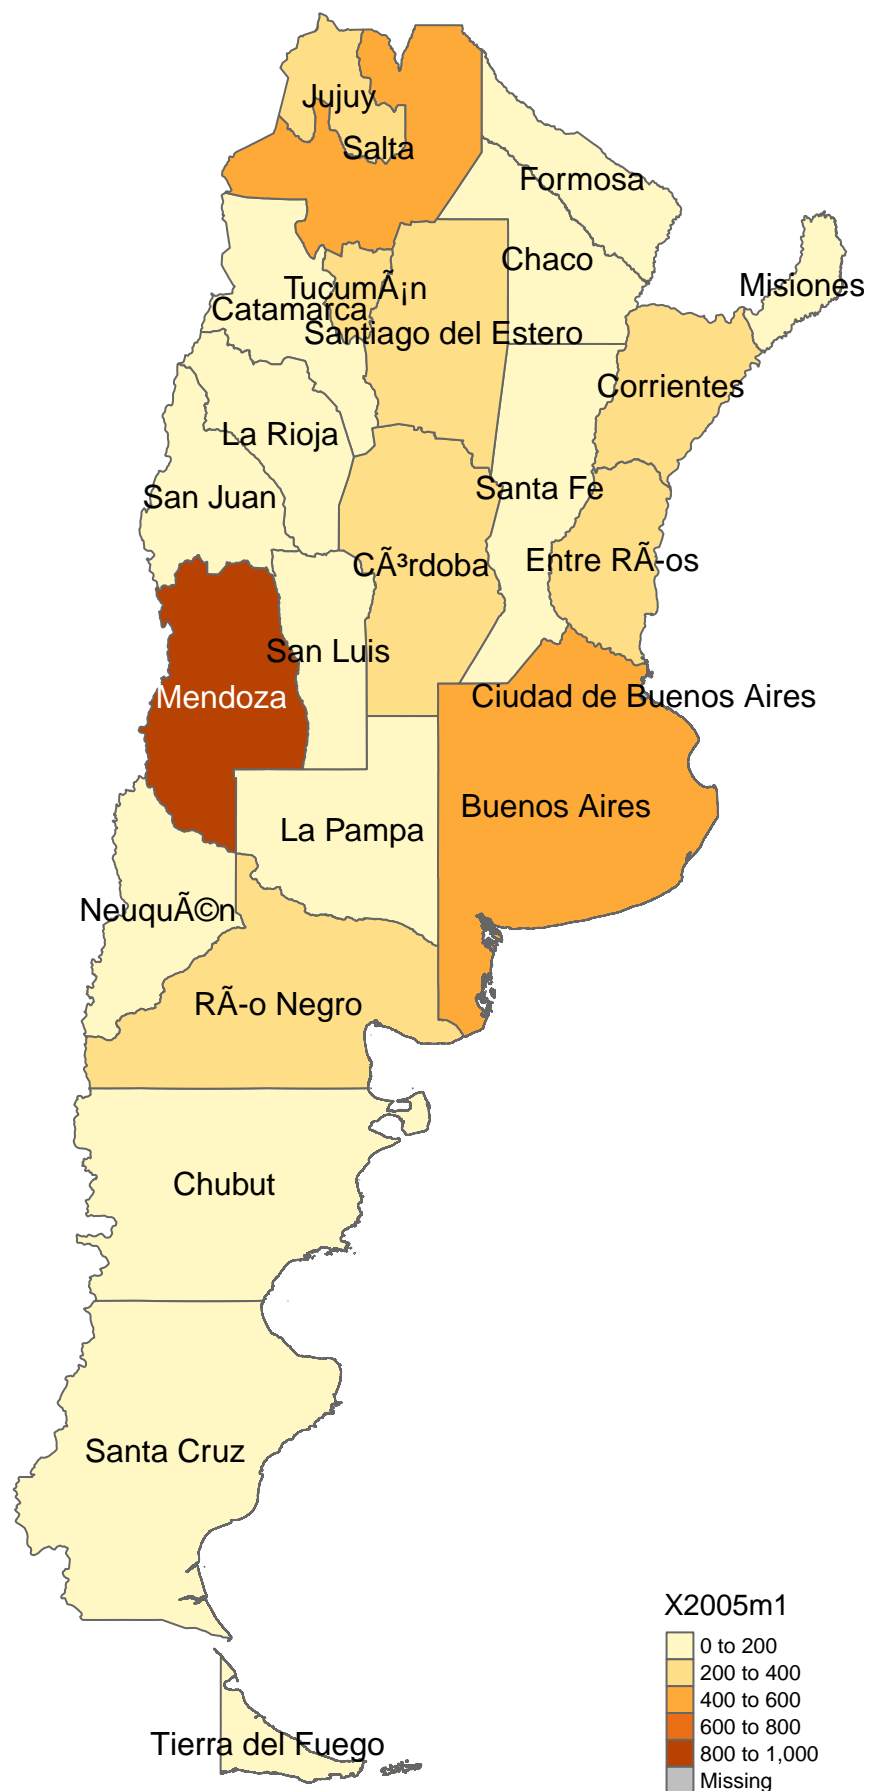 Jujuy
Salta
Formosa
Chaco
Misiones
TucumÃ¡n
Catamarca
Santiago del Estero
Corrientes
La Rioja
Santa Fe
San Juan
CÃ³rdoba
Entre RÃ-os
San Luis
Mendoza
Ciudad de Buenos Aires
Buenos Aires
La Pampa
NeuquÃ©n
RÃ-o Negro
Chubut
Santa Cruz
Tierra del Fuego
X2005m1
0 to 200
200 to 400
400 to 600
600 to 800
800 to 1,000
Missing